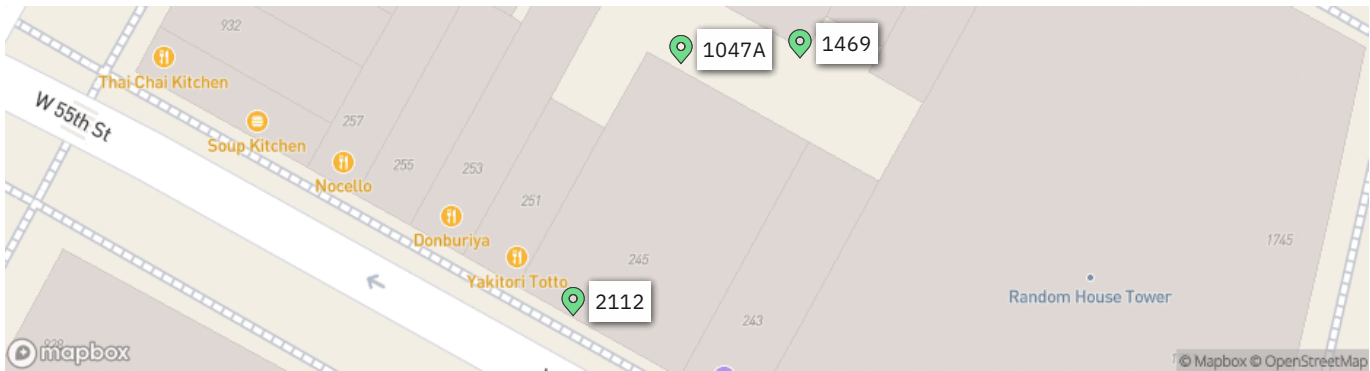 932
1047A
1469
Thai Chai Kitchen
W 55th St
257
Soup Kitchen
255
253
Nocello
251
Donburiya
245
1745
Yakitori Totto
Random House Tower
2112
243
mapbox
© Mapbox © OpenStreetMap